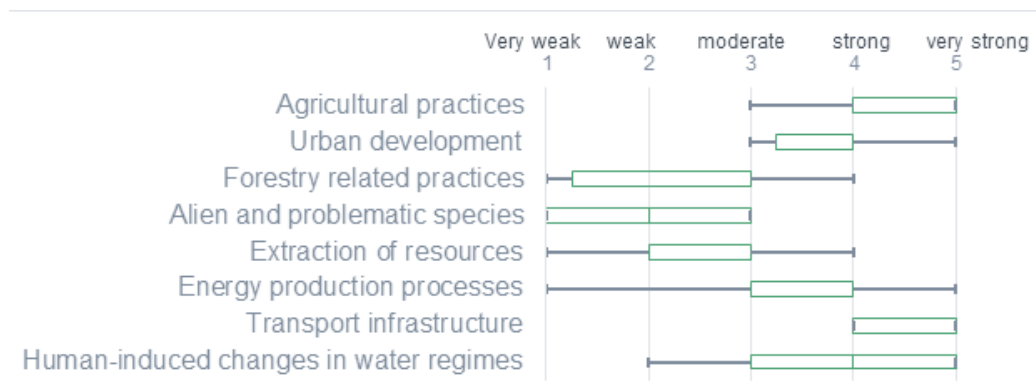 Very weak weak moderate strong very strong
1 2 3 4 5
Agricultural practices
Urban development
Forestry related practices
Alien and problematic species
Extraction of resources
Energy production processes
Transport infrastructure
Human-induced changes in water regimes